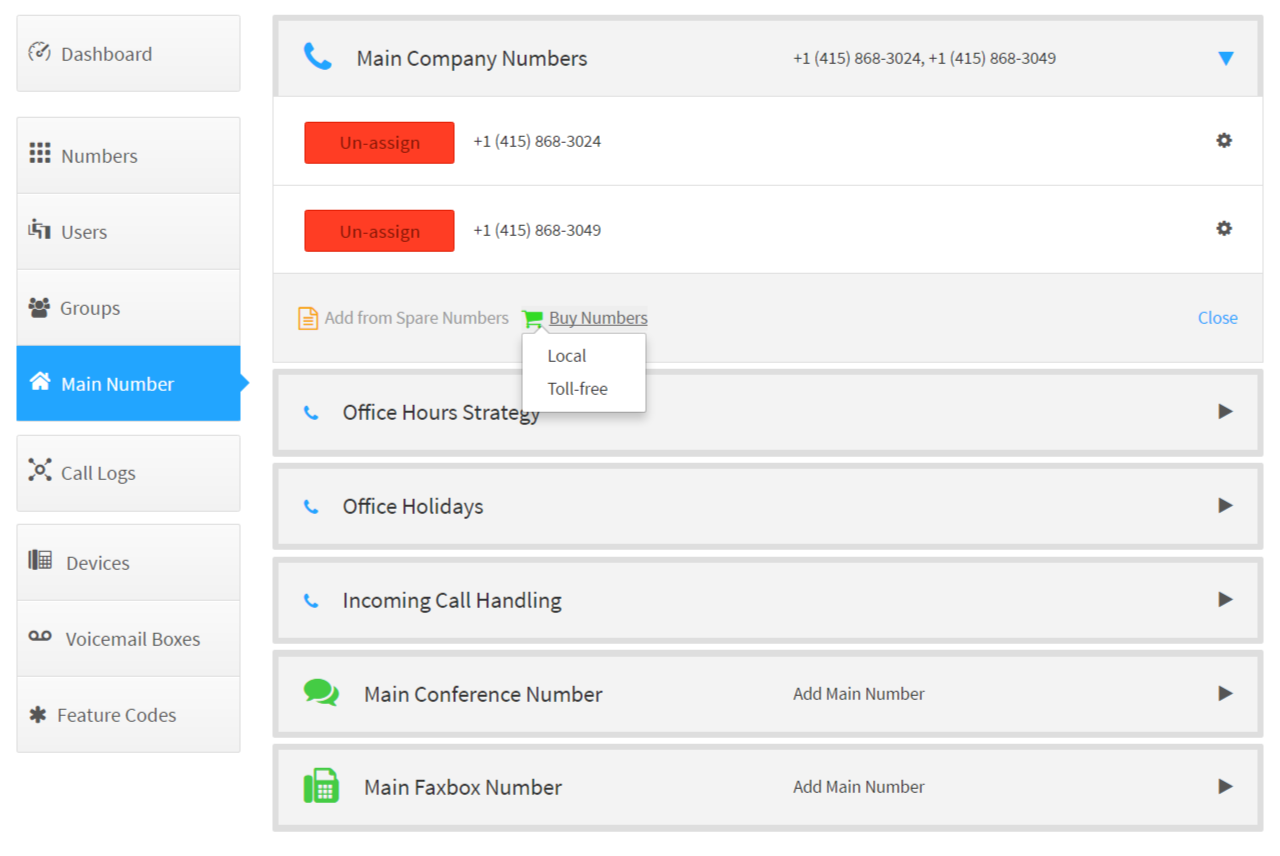 Dashboard
Numbers
Users
Groups
Main Number
Call Logs
Devices
Voicemail Boxes
Feature Codes
Main Company Numbers +1 (415) 868-3024, +1 (415) 868-3049
Un-assign +1 (415) 868-3024
Un-assign +1 (415) 868-3049
Add from Spare Numbers Buy Numbers Close
Local
Toll-free
Office Hours Strategy
Office Holidays
Incoming Call Handling
Main Conference Number Add Main Number
Main Faxbox Number Add Main Number